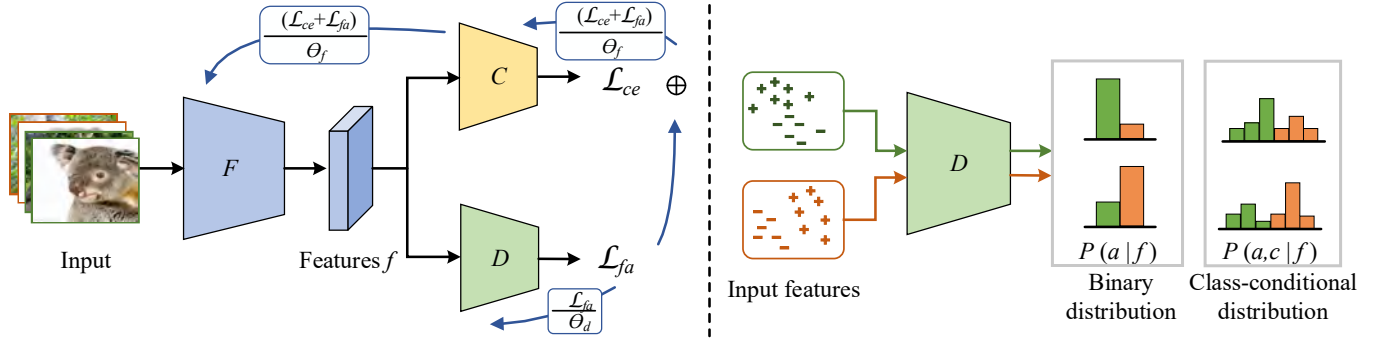 (ℒce+ℒfa)
Θf
(ℒce+ℒfa)
Θf
C
ℒce ⊕
F
D
ℒfa
Input
Features f
ℒfa
Θd
D
Input features
P (a | f)
Binary
distribution
P (a,c | f)
Class-conditional
distribution